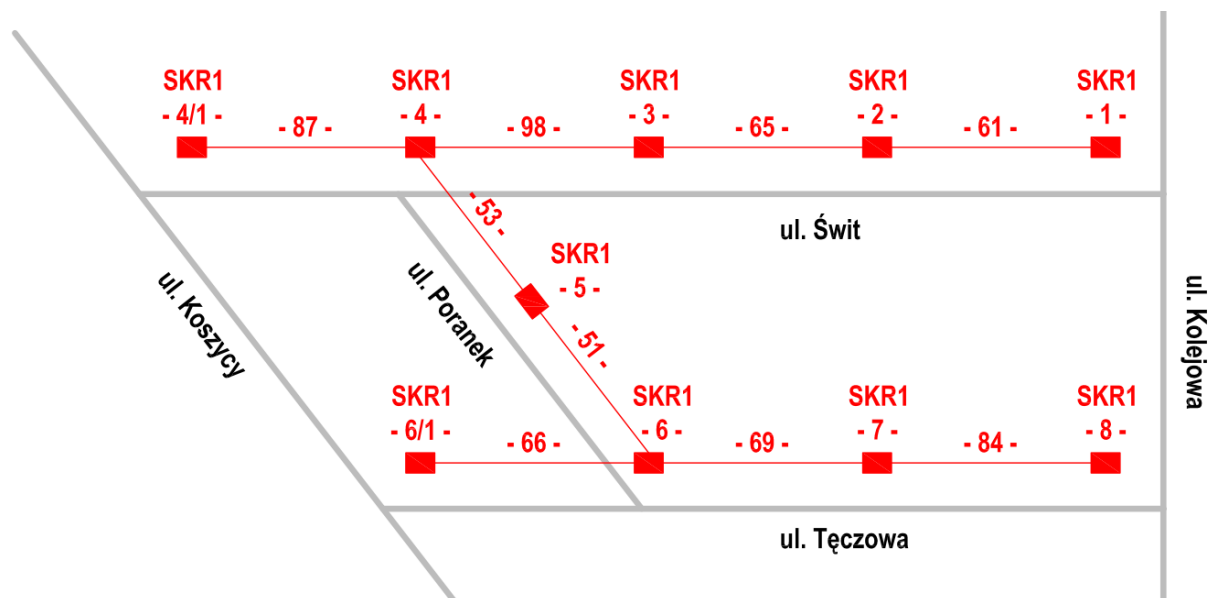 SKR1
- 4/1 -
- 87 -
SKR1
- 4 -
- 98 -
SKR1
- 3 -
- 65 -
SKR1
- 2 -
- 61 -
SKR1
- 1 -
- 53 -
ul. Świt
SKR1
- 5 -
ul. Koszycy
ul. Poranek
- 51 -
ul. Kolejowa
SKR1
- 6/1 -
- 66 -
SKR1
- 6 -
- 69 -
SKR1
- 7 -
- 84 -
SKR1
- 8 -
ul. Tęczowa